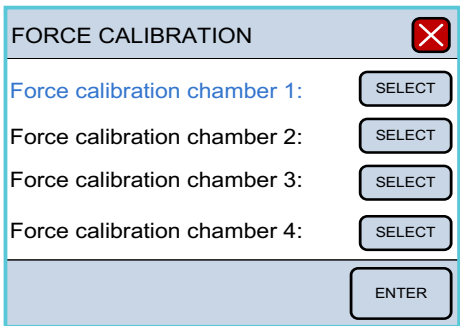 FORCE CALIBRATION
Force calibration chamber 1: SELECT
Force calibration chamber 2: SELECT
Force calibration chamber 3: SELECT
Force calibration chamber 4: SELECT
ENTER